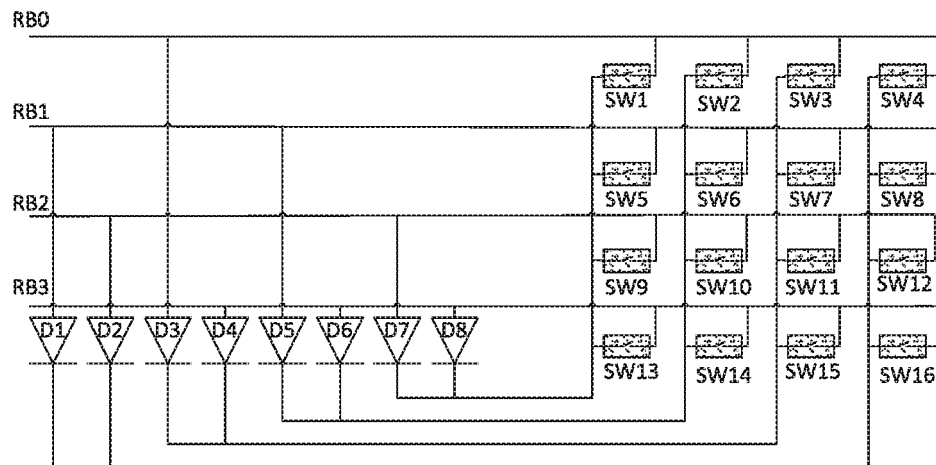 RB0
SW1 SW2 SW3 SW4
RB1
SW5 SW6 SW7 SW8
RB2
SW9 SW10 SW11 SW12
RB3
D1 D2 D3 D4 D5 D6 D7 D8
SW13 SW14 SW15 SW16